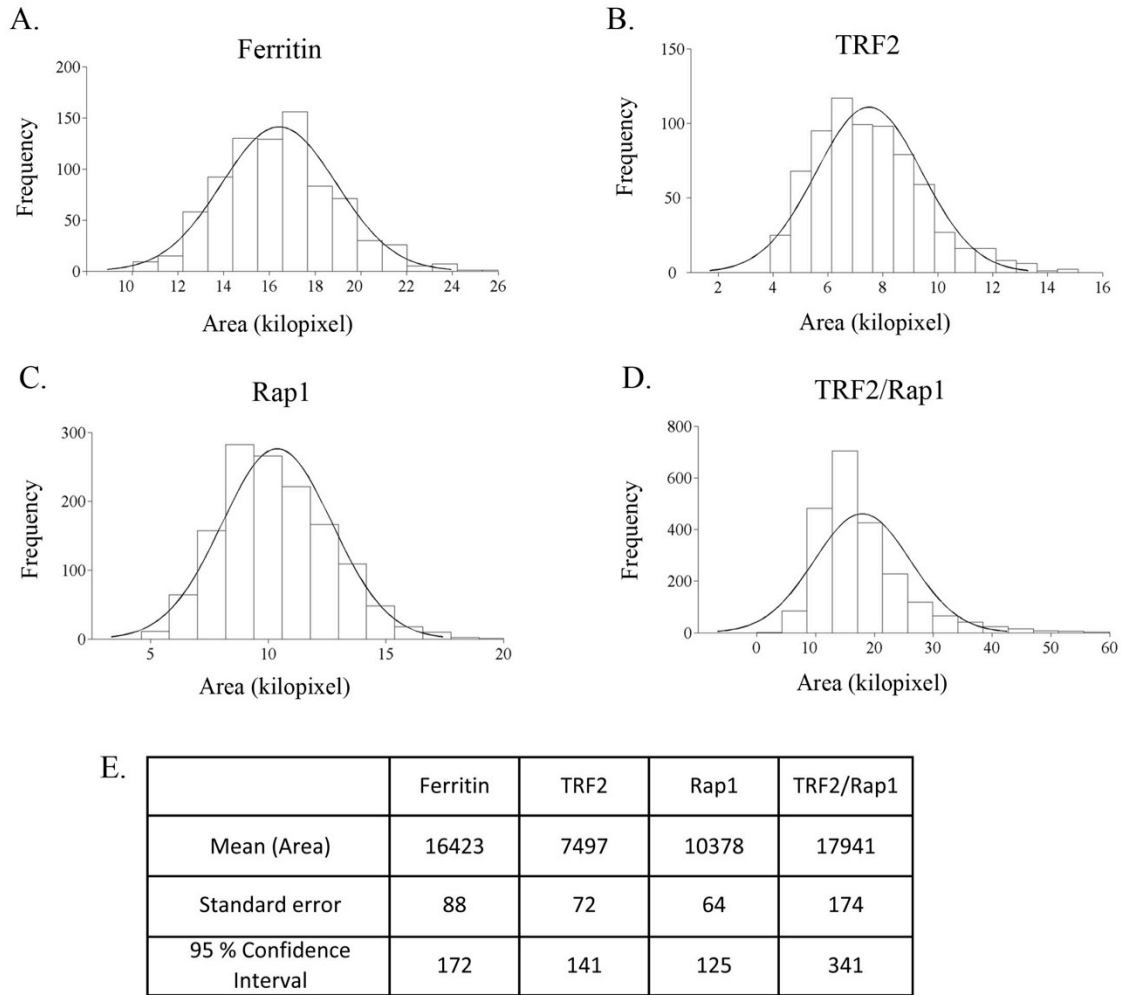 A.
Ferritin
Frequency
200
150
100
50
0
10 12 14 16 18 20 22 24 26
Area (kilopixel)
B.
TRF2
Frequency
150
100
50
0
2 4 6 8 10 12 14 16
Area (kilopixel)
C.
Rap1
Frequency
300
200
100
0
5 10 15 20
Area (kilopixel)
D.
TRF2/Rap1
Frequency
800
600
400
200
0
0 10 20 30 40 50 60
Area (kilopixel)
E.
Ferritin TRF2 Rap1 TRF2/Rap1
Mean (Area) 16423 7497 10378 17941
Standard error 88 72 64 174
95 % Confidence
Interval 172 141 125 341